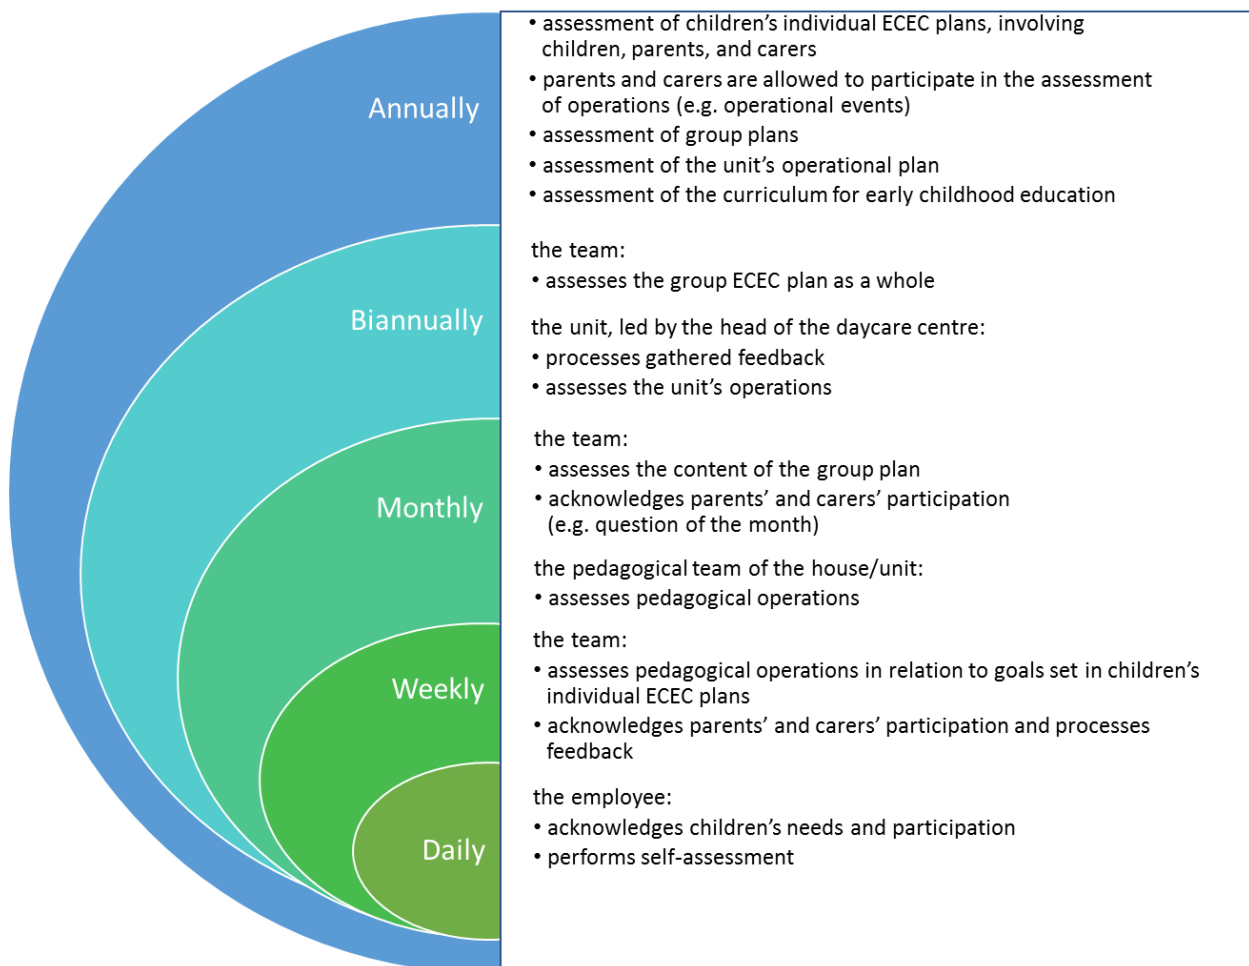 Annually
• assessment of children’s individual ECEC plans, involving
children, parents, and carers
• parents and carers are allowed to participate in the assessment
of operations (e.g. operational events)
• assessment of group plans
• assessment of the unit’s operational plan
• assessment of the curriculum for early childhood education
Biannually
the team:
• assesses the group ECEC plan as a whole
the unit, led by the head of the daycare centre:
• processes gathered feedback
• assesses the unit’s operations
Monthly
the team:
• assesses the content of the group plan
• acknowledges parents’ and carers’ participation
(e.g. question of the month)
the pedagogical team of the house/unit:
• assesses pedagogical operations
Weekly
the team:
• assesses pedagogical operations in relation to goals set in children’s
individual ECEC plans
• acknowledges parents’ and carers’ participation and processes
feedback
Daily
the employee:
• acknowledges children’s needs and participation
• performs self-assessment